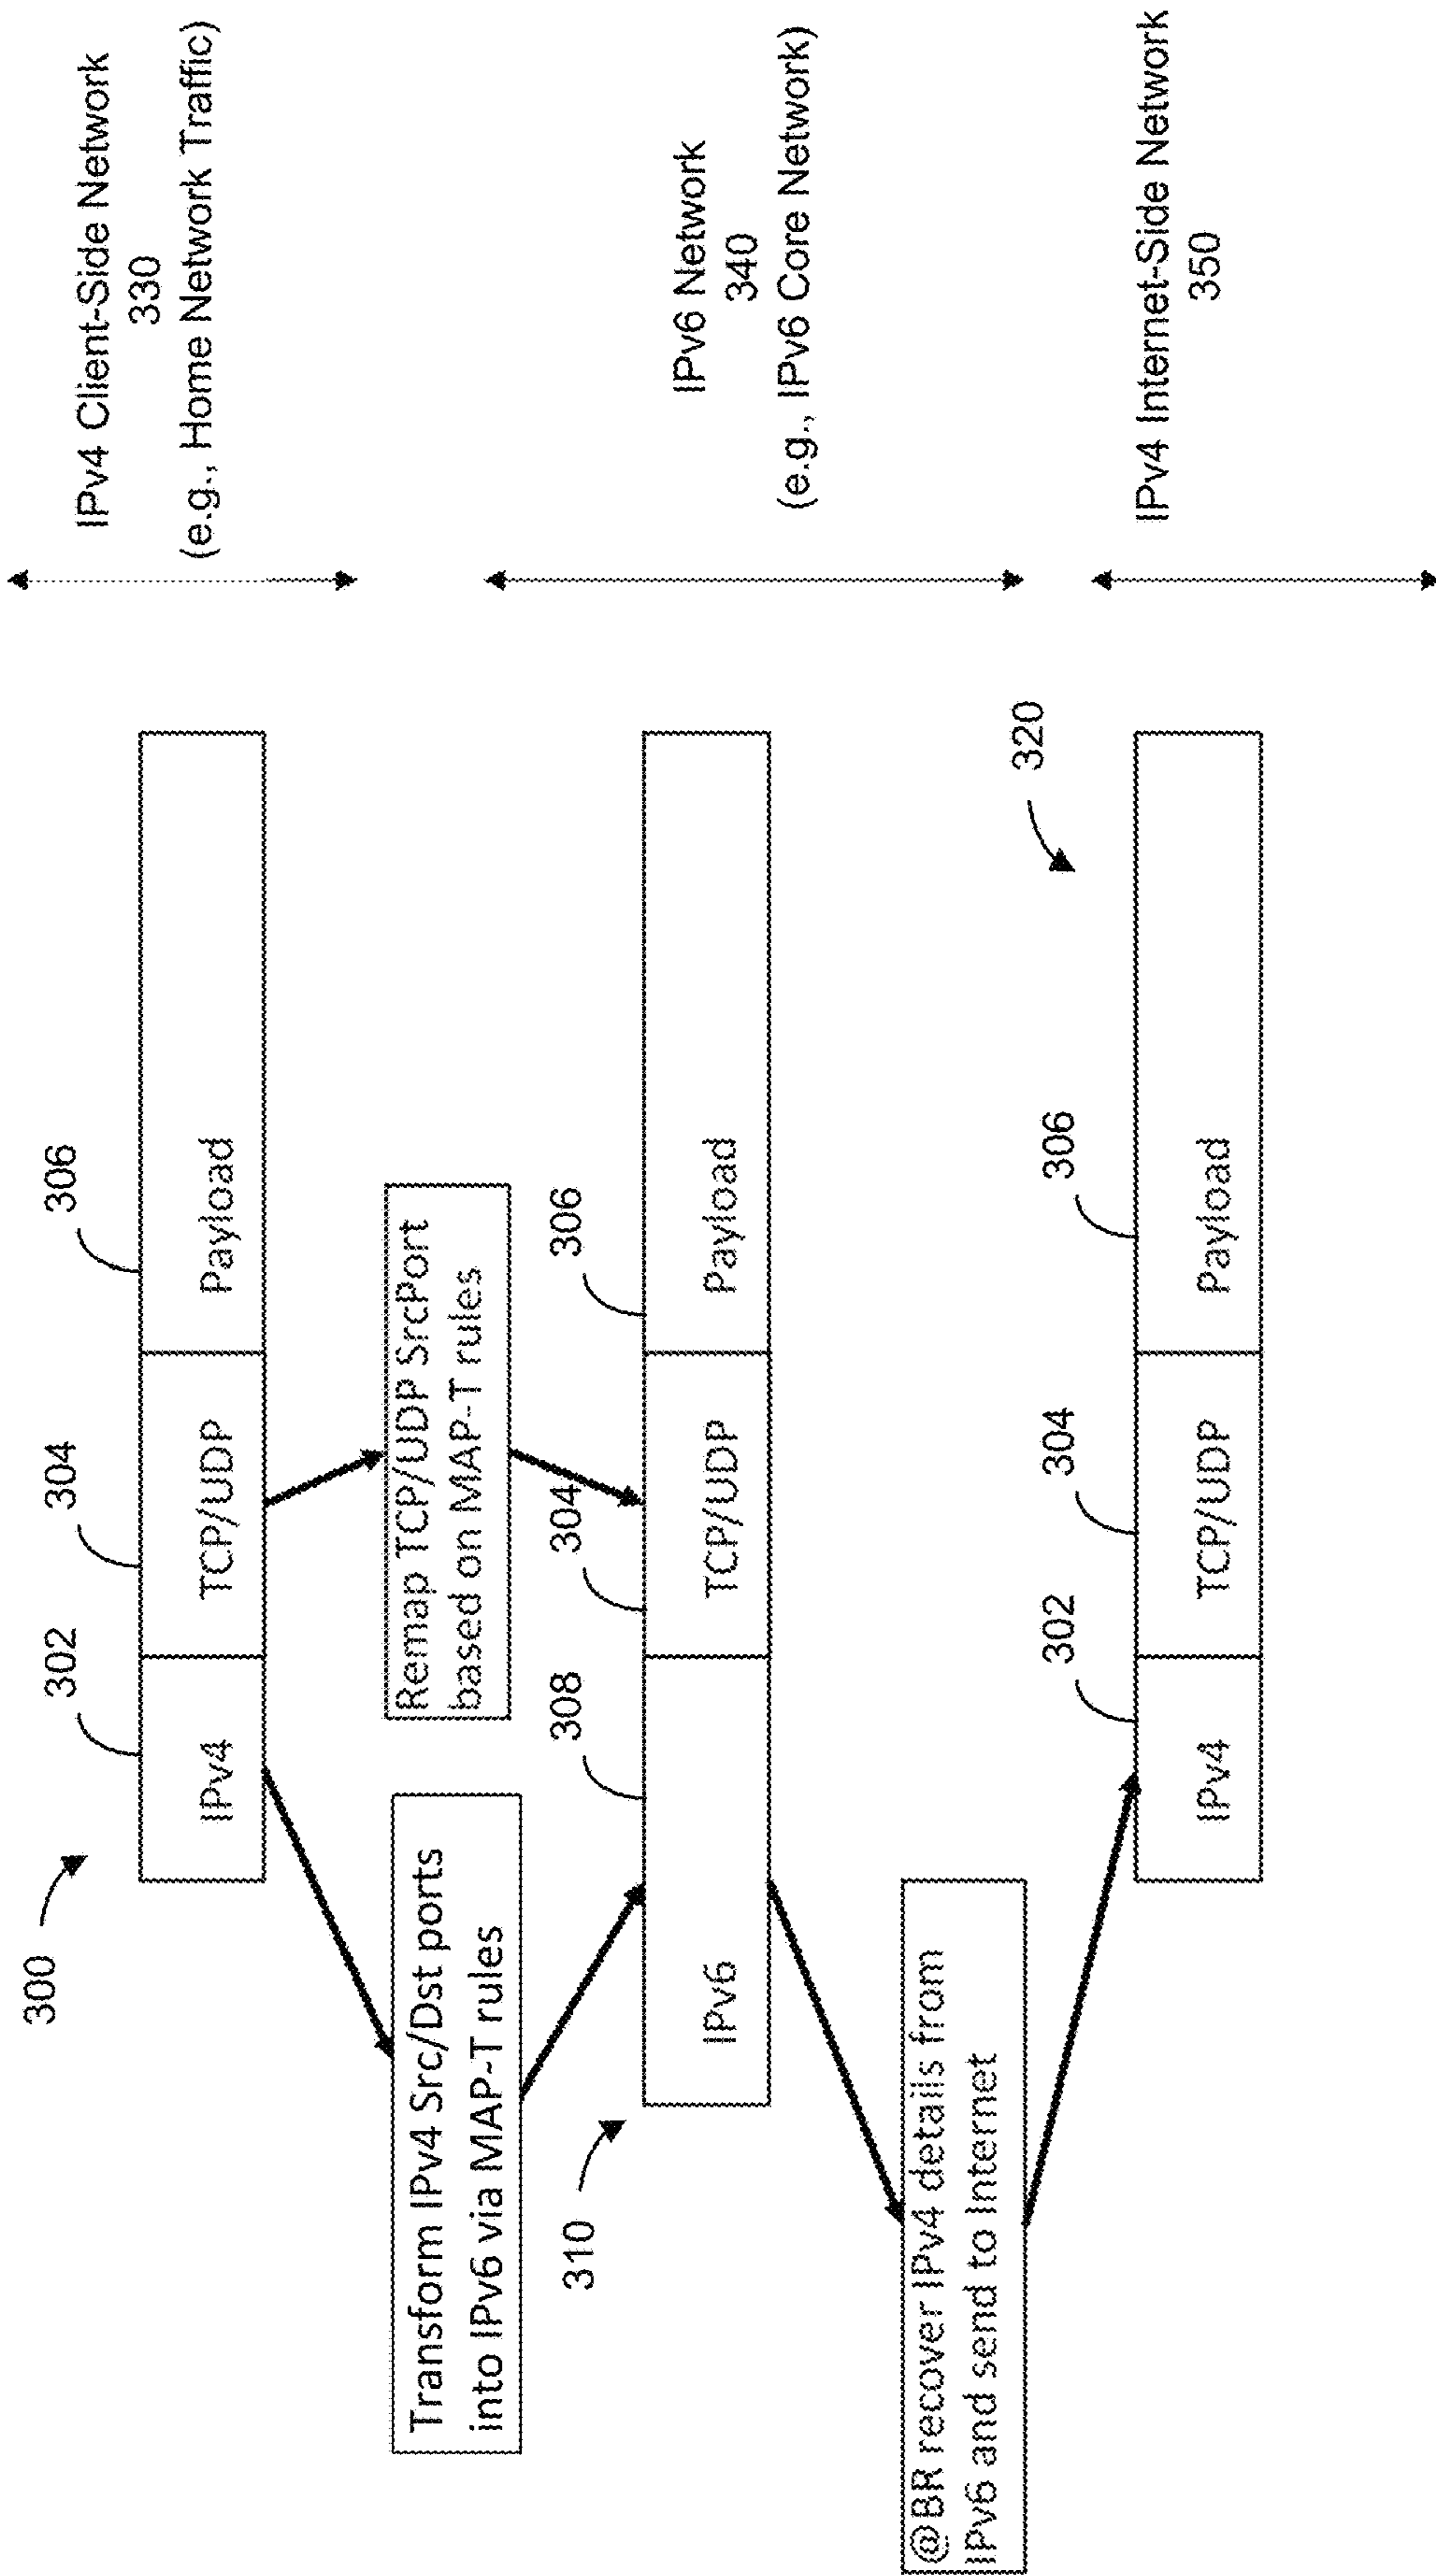 IPv4 Client-Side Network
330
(e.g., Home Network Traffic)
300
302
304
306
IPv4
TCP/UDP
Payload
Transform IPv4 Src/Dst ports
into IPv6 via MAP-T rules
Remap TCP/UDP SrcPort
based on MAP-T rules
IPv6 Network
340
(e.g., IPv6 Core Network)
310
308
304
306
IPv6
TCP/UDP
Payload
@BR recover IPv4 details from
IPv6 and send to Internet
IPv4 Internet-Side Network
350
320
302
304
306
IPv4
TCP/UDP
Payload